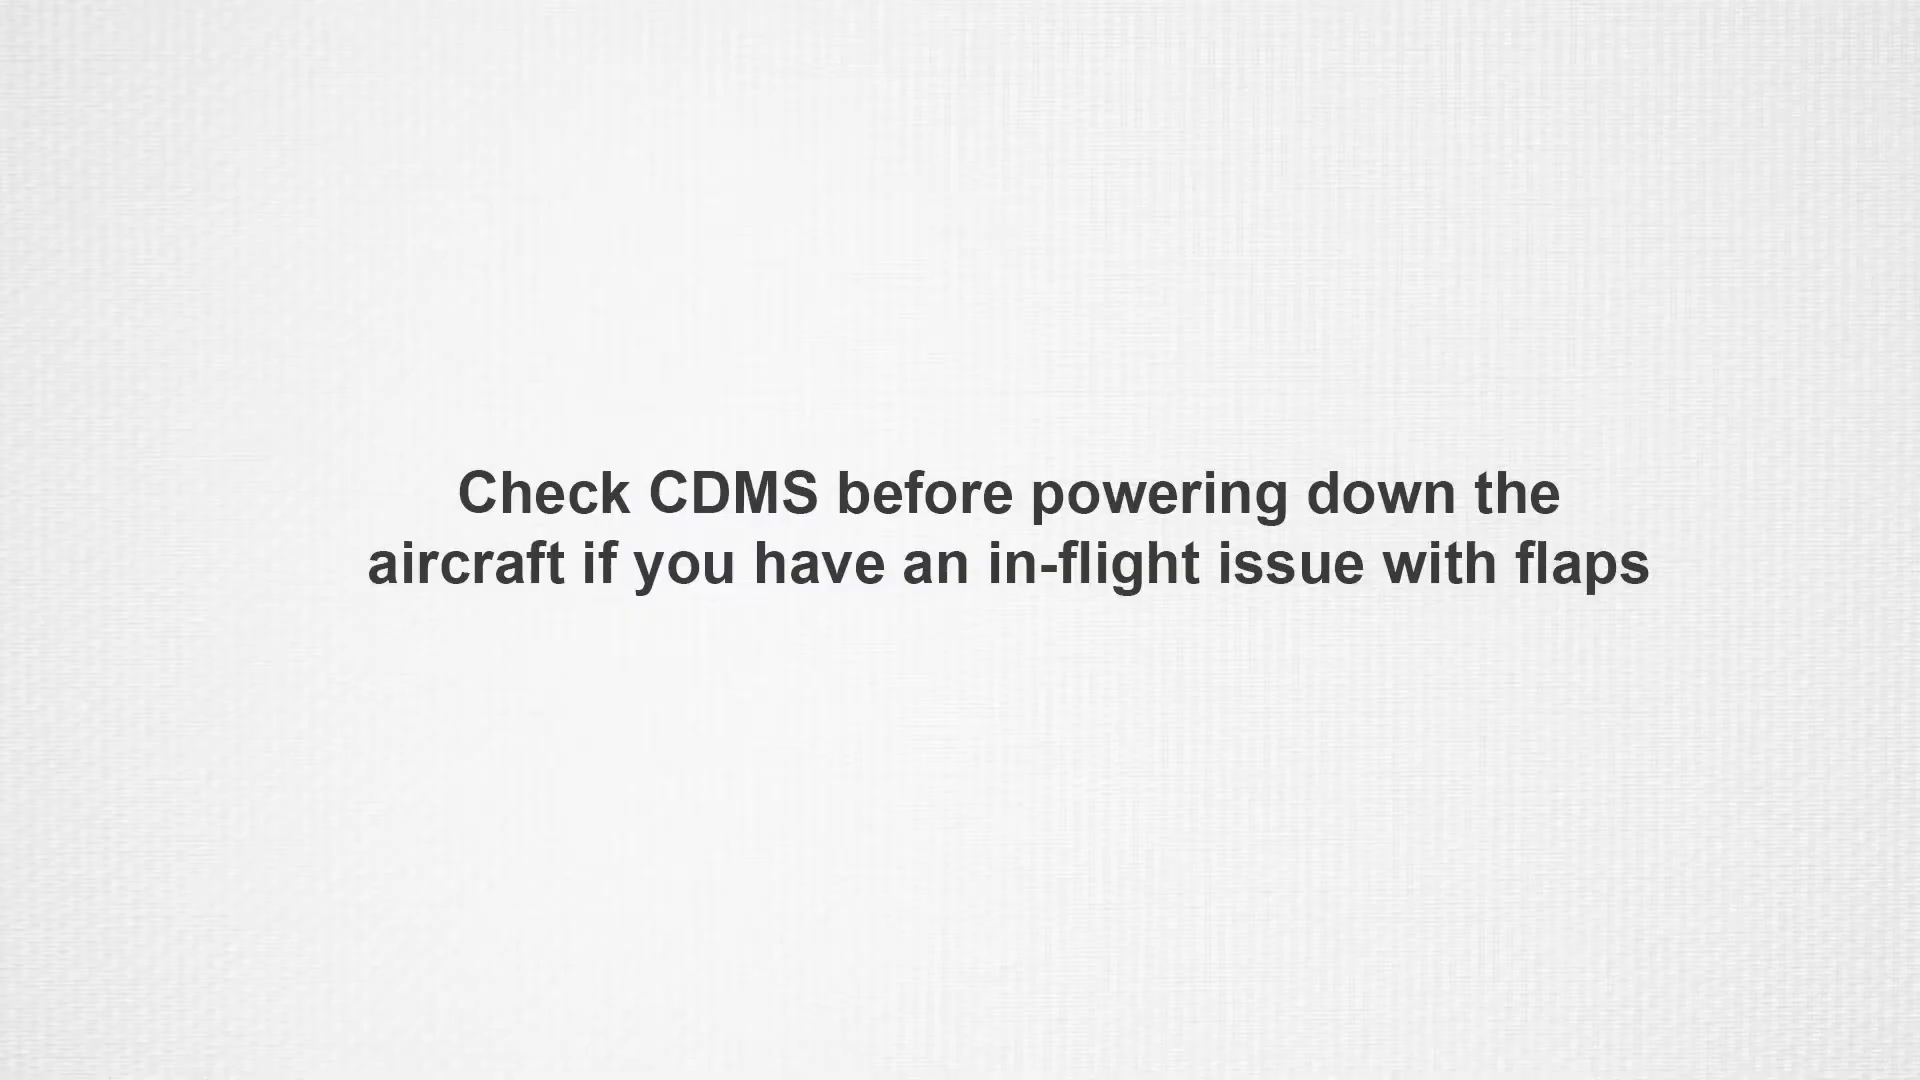 Check CDMS before powering down the
aircraft if you have an in-flight issue with flaps